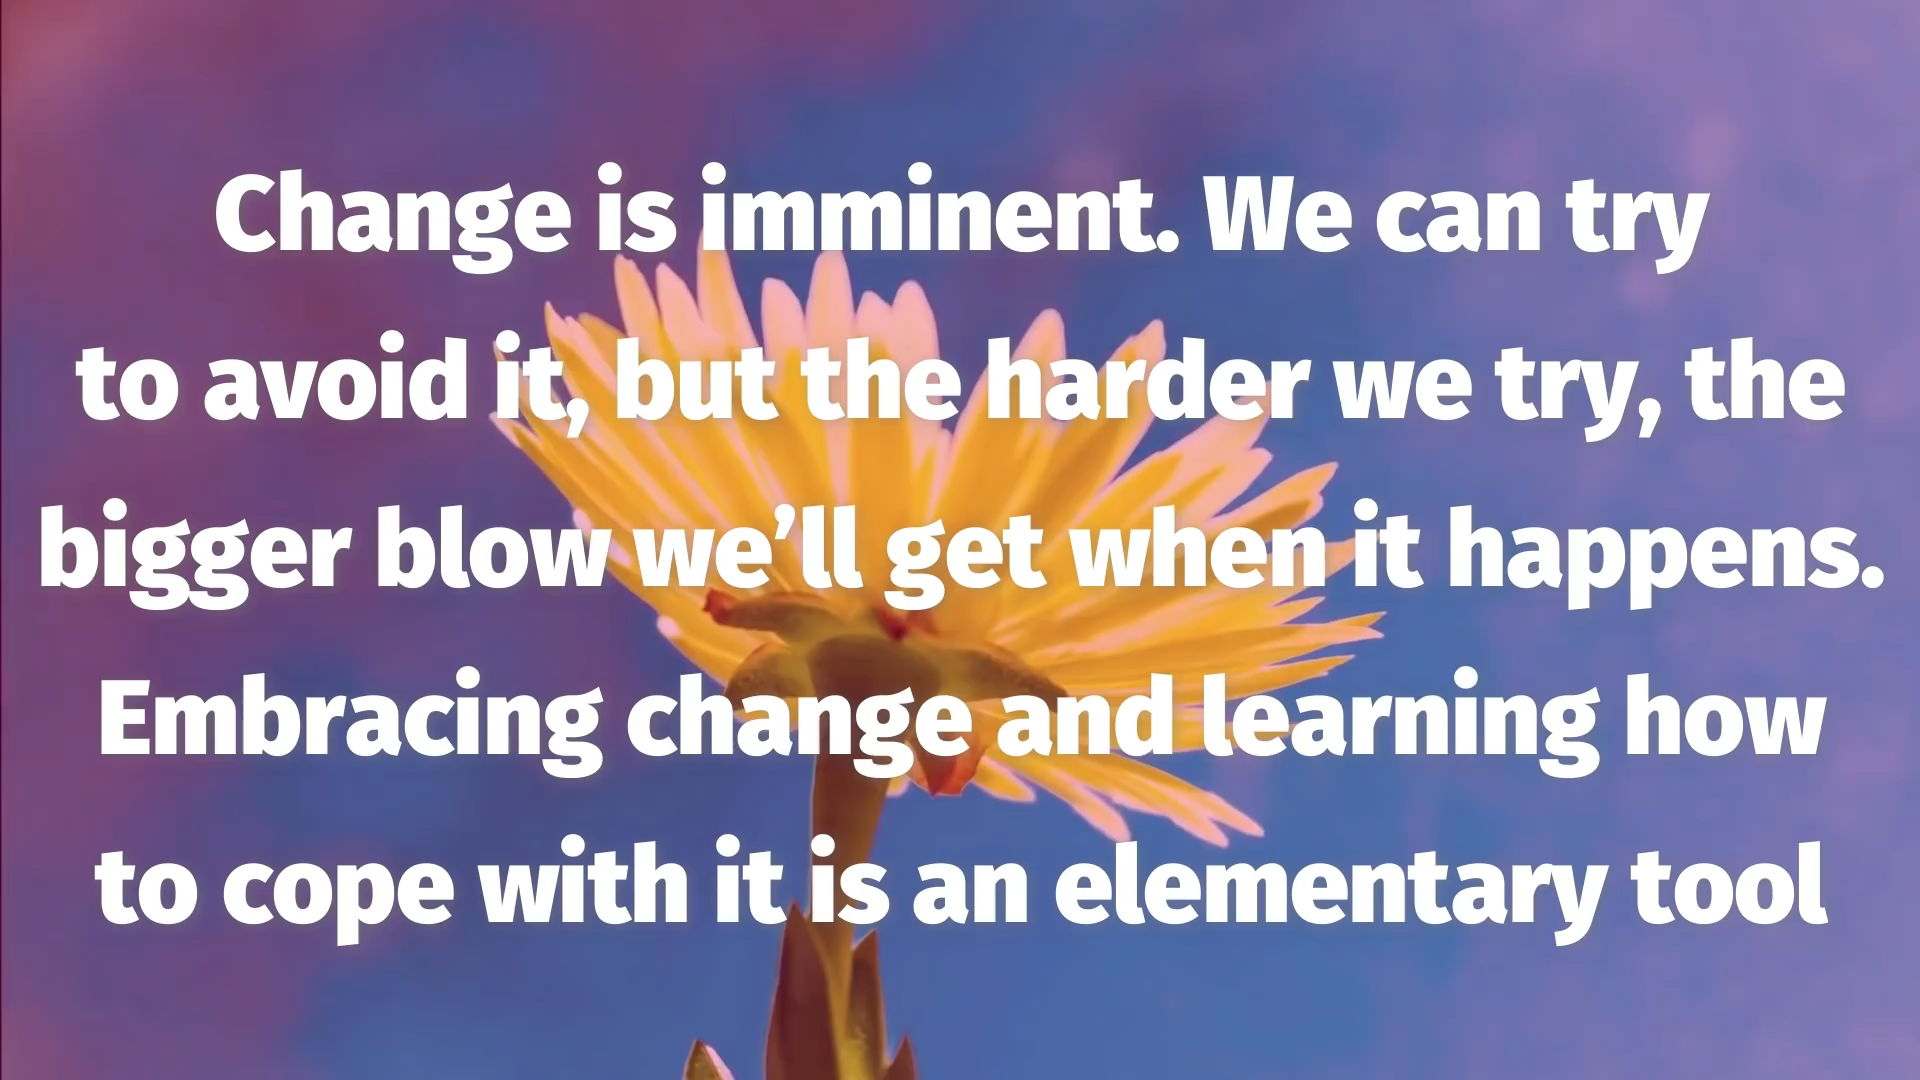 Change is imminent. We can try
to avoid it, but the harder we try, the
bigger blow we’ll get when it happens.
Embracing change and learning how
to cope with it is an elementary tool